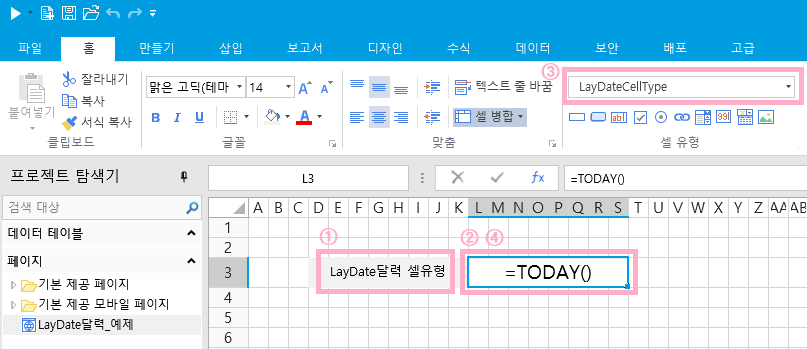 파일 홈 만들기 삽입 보고서 디자인 수식 데이터 보안 배포 고급
붙여넣기
잘라내기
복사
서식 복사
클립보드
맑은 고딕(테마 14
글꼴
텍스트 줄 바꿈
셀 병합
맞춤
③
LayDateCellType
셀 유형
프로젝트 탐색기
L3
=TODAY()
검색 대상
데이터 테이블
페이지
기본 제공 페이지
기본 제공 모바일 페이지
LayDate달력_예제
A B C D E F G H I J K L M N O P Q R S T U V W X Y Z AA AB
1
2
① ② ④
3 LayDate달력 셀유형 =TODAY()
4
5
6